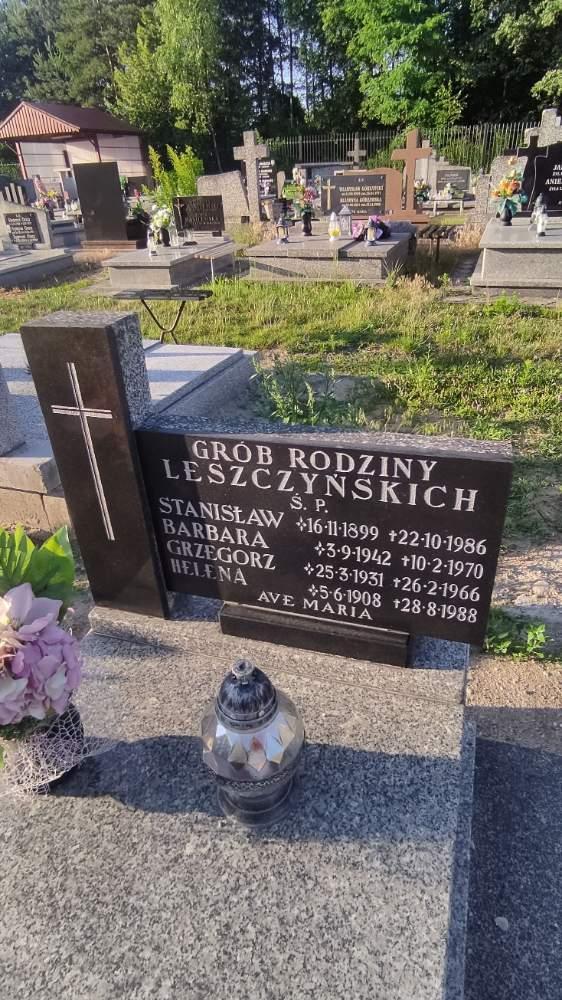 GRÓB RODZINY
LESZCZYŃSKICH
Ś. P.
STANISŁAW *16·11·1899 +22·10·1986
BARBARA *3·9·1942 +10·2·1970
GRZEGORZ *25·3·1931 +26·2·1966
HELENA *5·6·1908 +28·8·1988
AVE MARIA